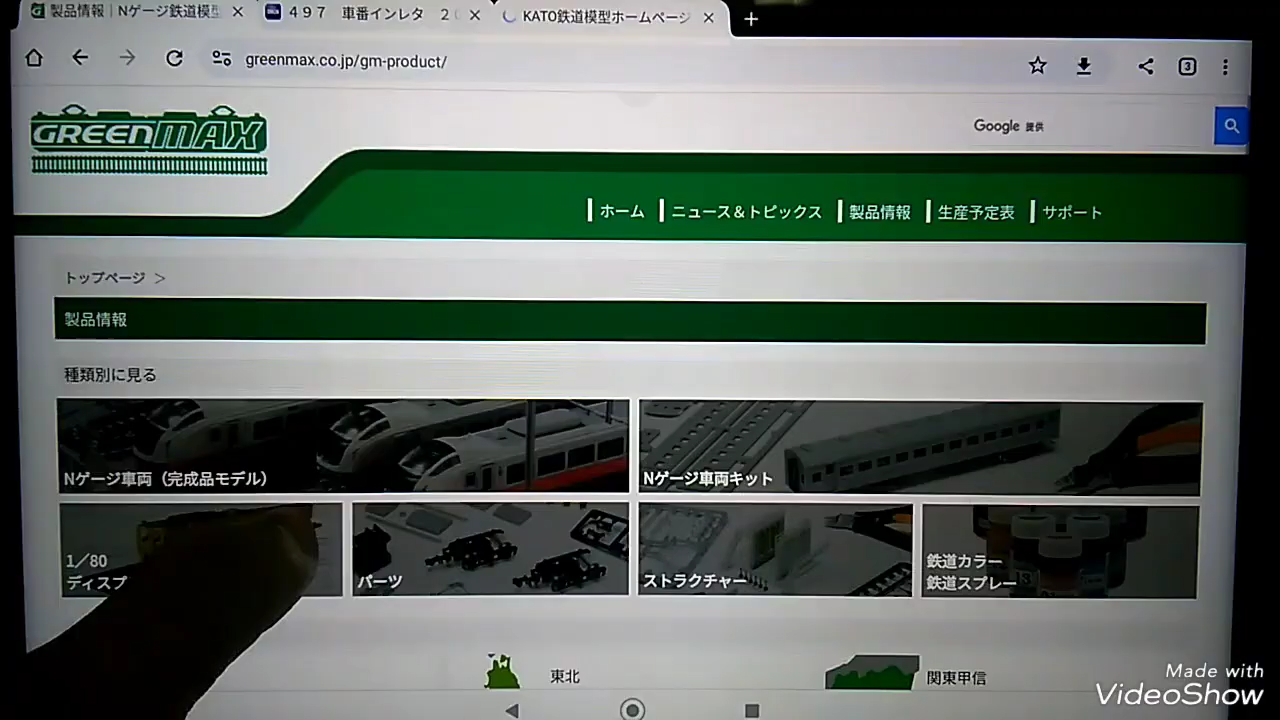 製品情報｜Nゲージ鉄道模型
４９７　車番インレタ　２
KATO鉄道模型ホームページ
greenmax.co.jp/gm-product/
3
GREENMAX
Google 提供
ホーム
ニュース＆トピックス
製品情報
生産予定表
サポート
トップページ ＞
製品情報
種類別に見る
Nゲージ車両（完成品モデル）
Nゲージ車両キット
1／80
ディスプ
パーツ
ストラクチャー
鉄道カラー
鉄道スプレー
東北
関東甲信
Made with
VideoShow